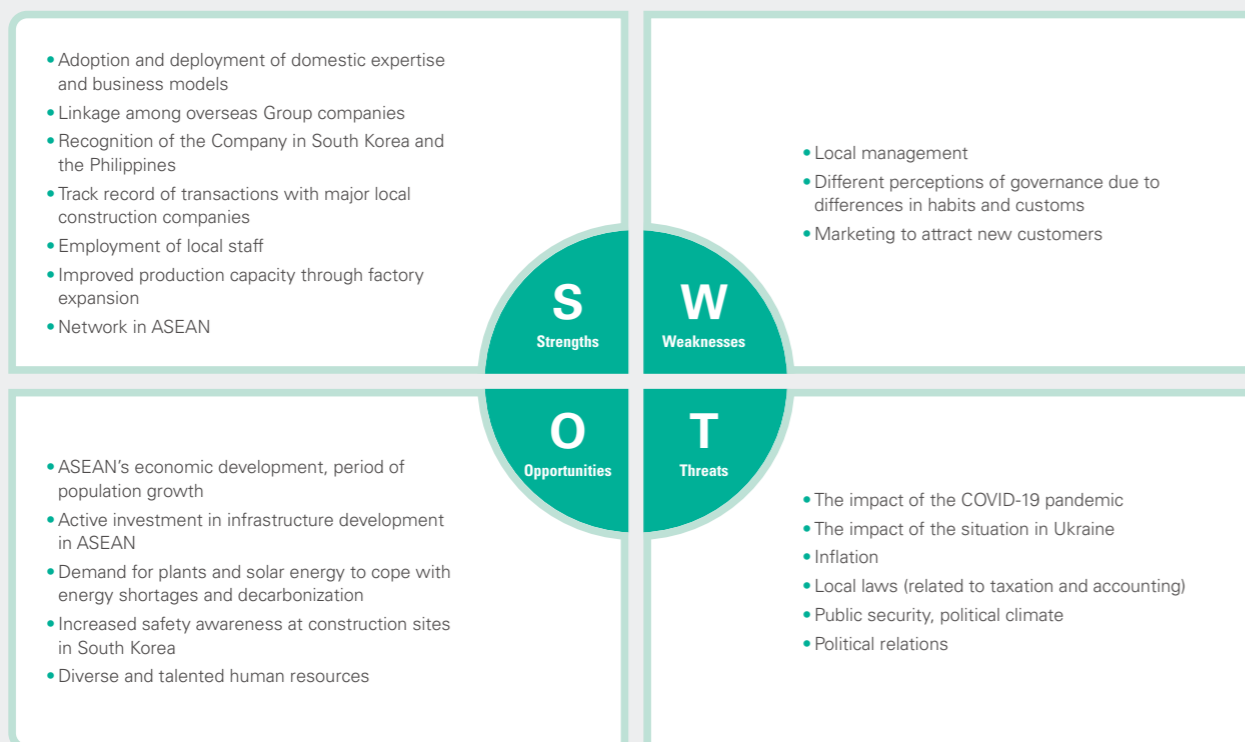 • Adoption and deployment of domestic expertise
and business models
• Linkage among overseas Group companies
• Recognition of the Company in South Korea and
the Philippines
• Track record of transactions with major local
construction companies
• Employment of local staff
• Improved production capacity through factory
expansion
• Network in ASEAN
S
Strengths
• Local management
• Different perceptions of governance due to
differences in habits and customs
• Marketing to attract new customers
W
Weaknesses
• ASEAN’s economic development, period of
population growth
• Active investment in infrastructure development
in ASEAN
• Demand for plants and solar energy to cope with
energy shortages and decarbonization
• Increased safety awareness at construction sites
in South Korea
• Diverse and talented human resources
O
Opportunities
T
Threats
• The impact of the COVID-19 pandemic
• The impact of the situation in Ukraine
• Inflation
• Local laws (related to taxation and accounting)
• Public security, political climate
• Political relations